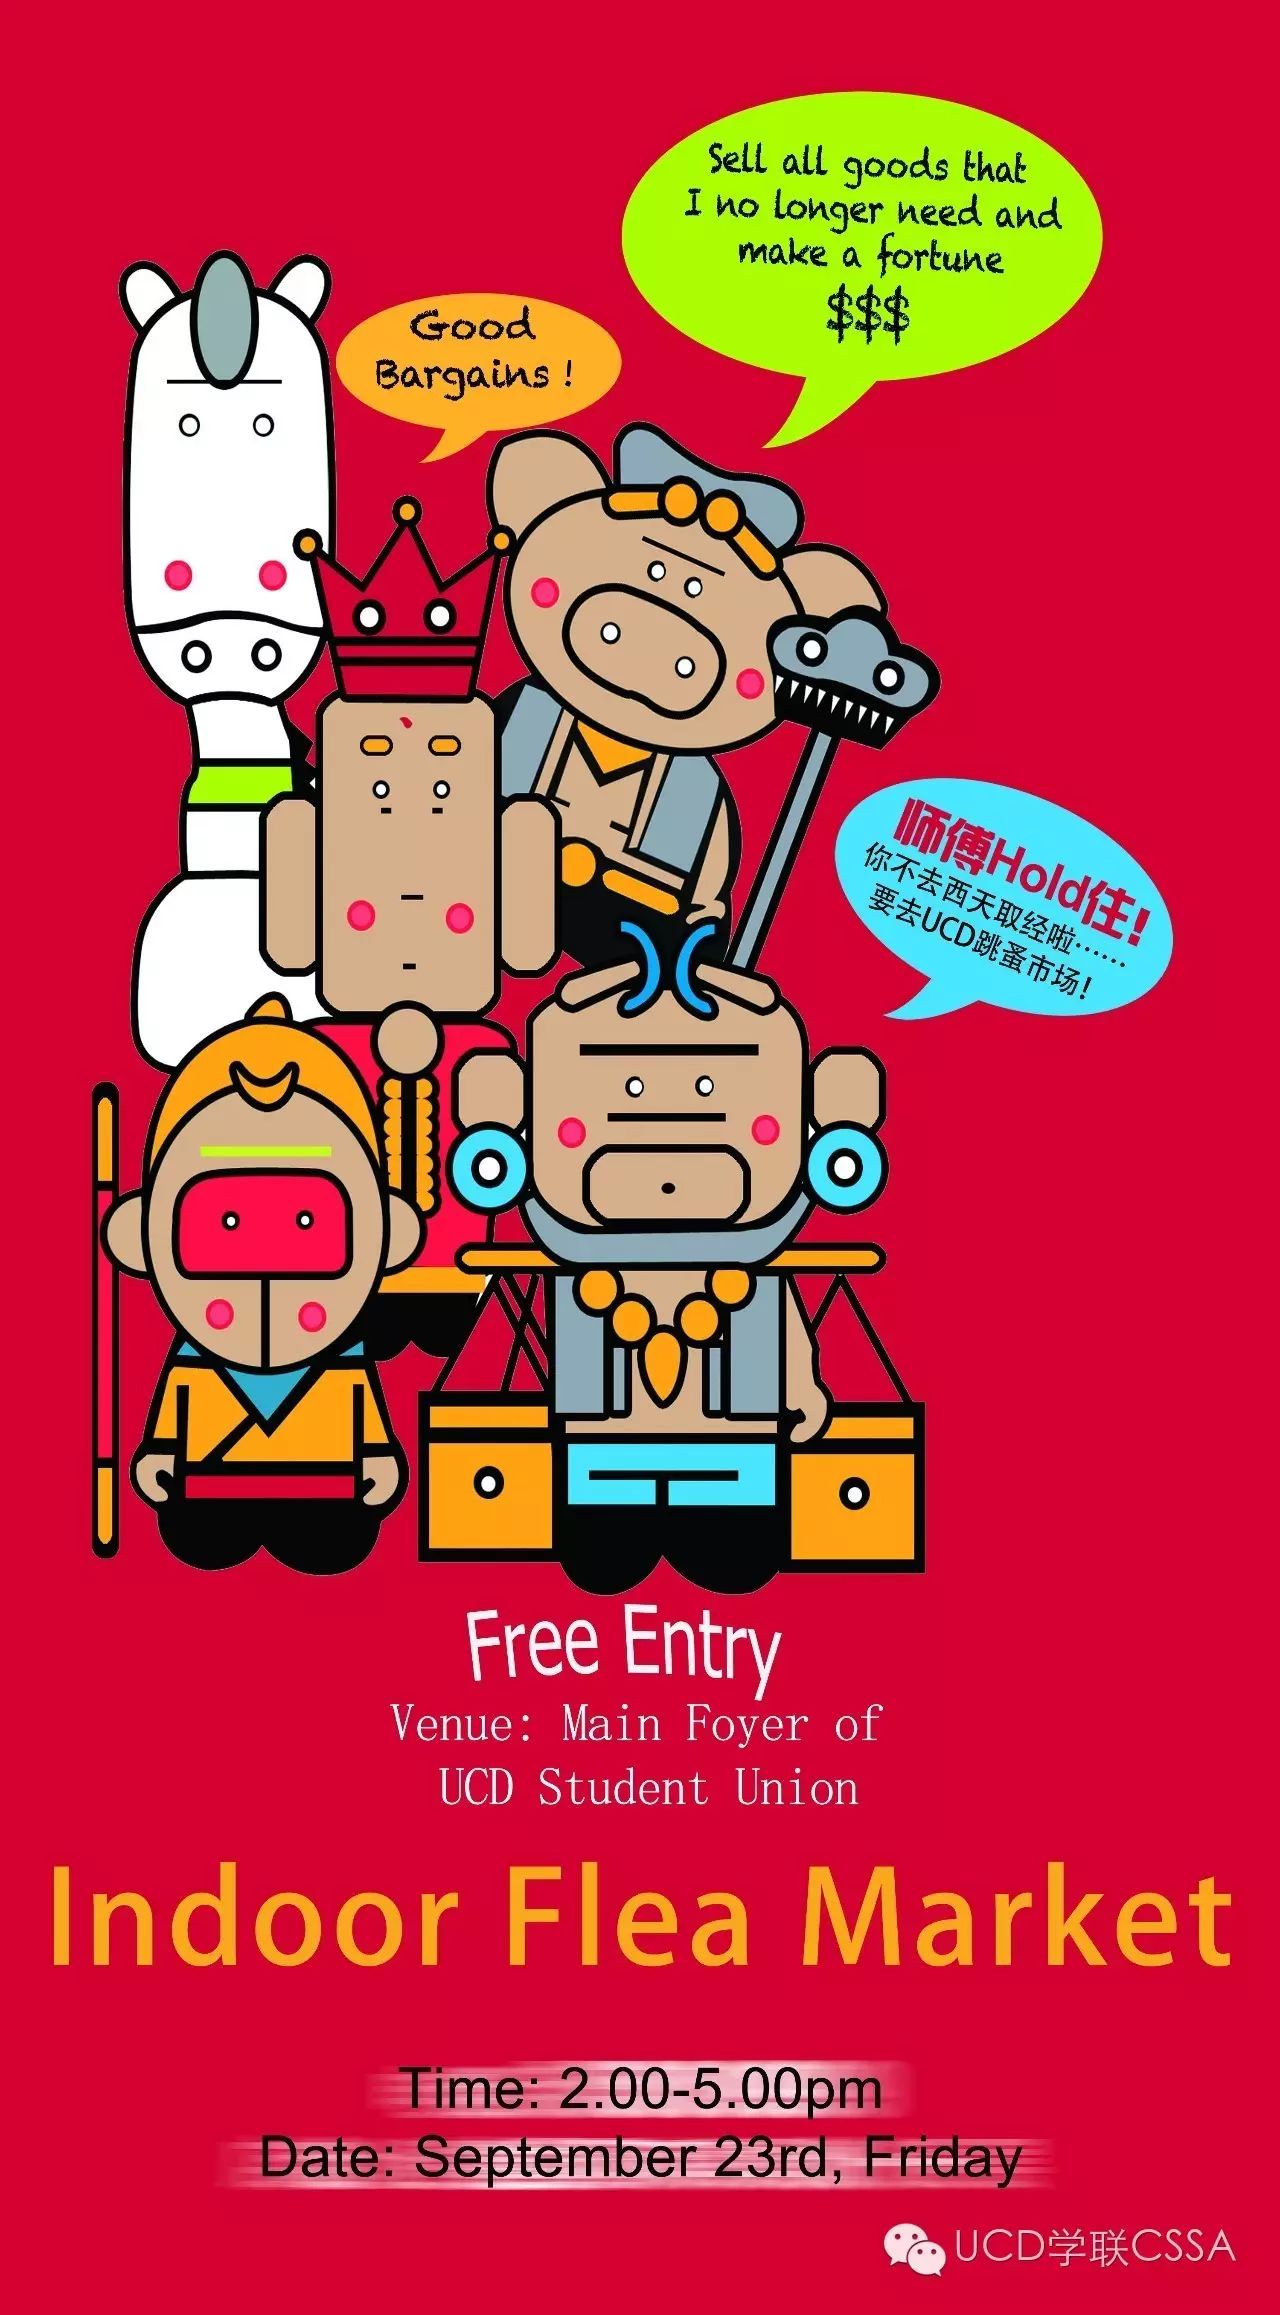 Sell all goods that
I no longer need and
make a fortune
$$$
Good
Bargains !
师傅Hold住!
你不去西天取经啦……
要去UCD跳蚤市场!
Free Entry
Venue: Main Foyer of
UCD Student Union
Indoor Flea Market
Time: 2.00-5.00pm
Date: September 23rd, Friday
UCD学联CSSA